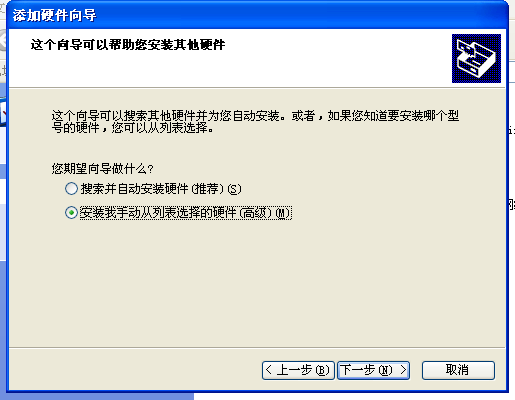 添加硬件向导
这个向导可以帮助您安装其他硬件
这个向导可以搜索其他硬件并为您自动安装。或者，如果您知道要安装哪个型
号的硬件，您可以从列表选择。
您期望向导做什么?
搜索并自动安装硬件(推荐)(S)
安装我手动从列表选择的硬件(高级)(M)
< 上一步(B)
下一步(N) >
取消